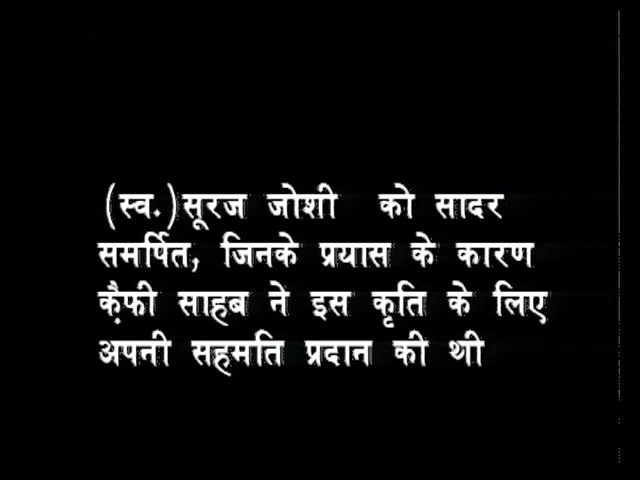 (स्व.) सूरज जोशी को सादर
समर्पित, जिनके प्रयास के कारण
क़ैफी साहब ने इस कृति के लिए
अपनी सहमति प्रदान की थी